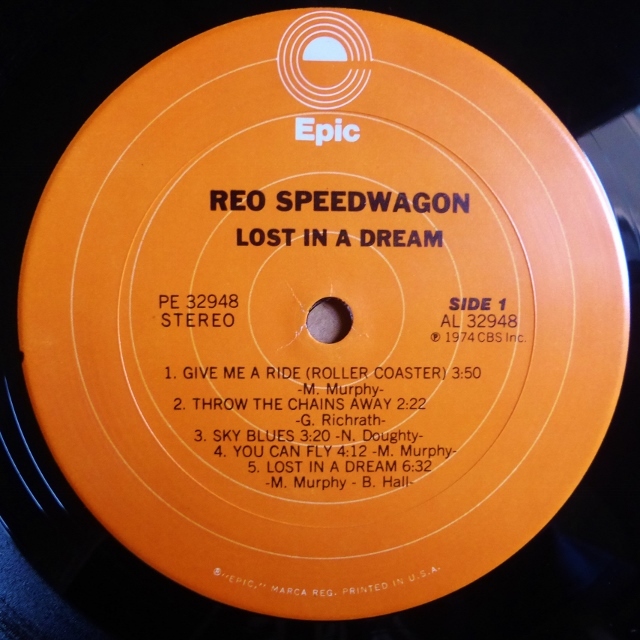 Epic
REO SPEEDWAGON
LOST IN A DREAM
PE 32948
STEREO
SIDE 1
AL 32948
℗ 1974 CBS Inc.
1. GIVE ME A RIDE (ROLLER COASTER) 3:50
-M. Murphy-
2. THROW THE CHAINS AWAY 2:22
-G. Richrath-
3. SKY BLUES 3:20 -N. Doughty-
4. YOU CAN FLY 4:12 -M. Murphy-
5. LOST IN A DREAM 6:32
-M. Murphy - B. Hall-
®"EPIC," MARCA REG. PRINTED IN U.S.A.